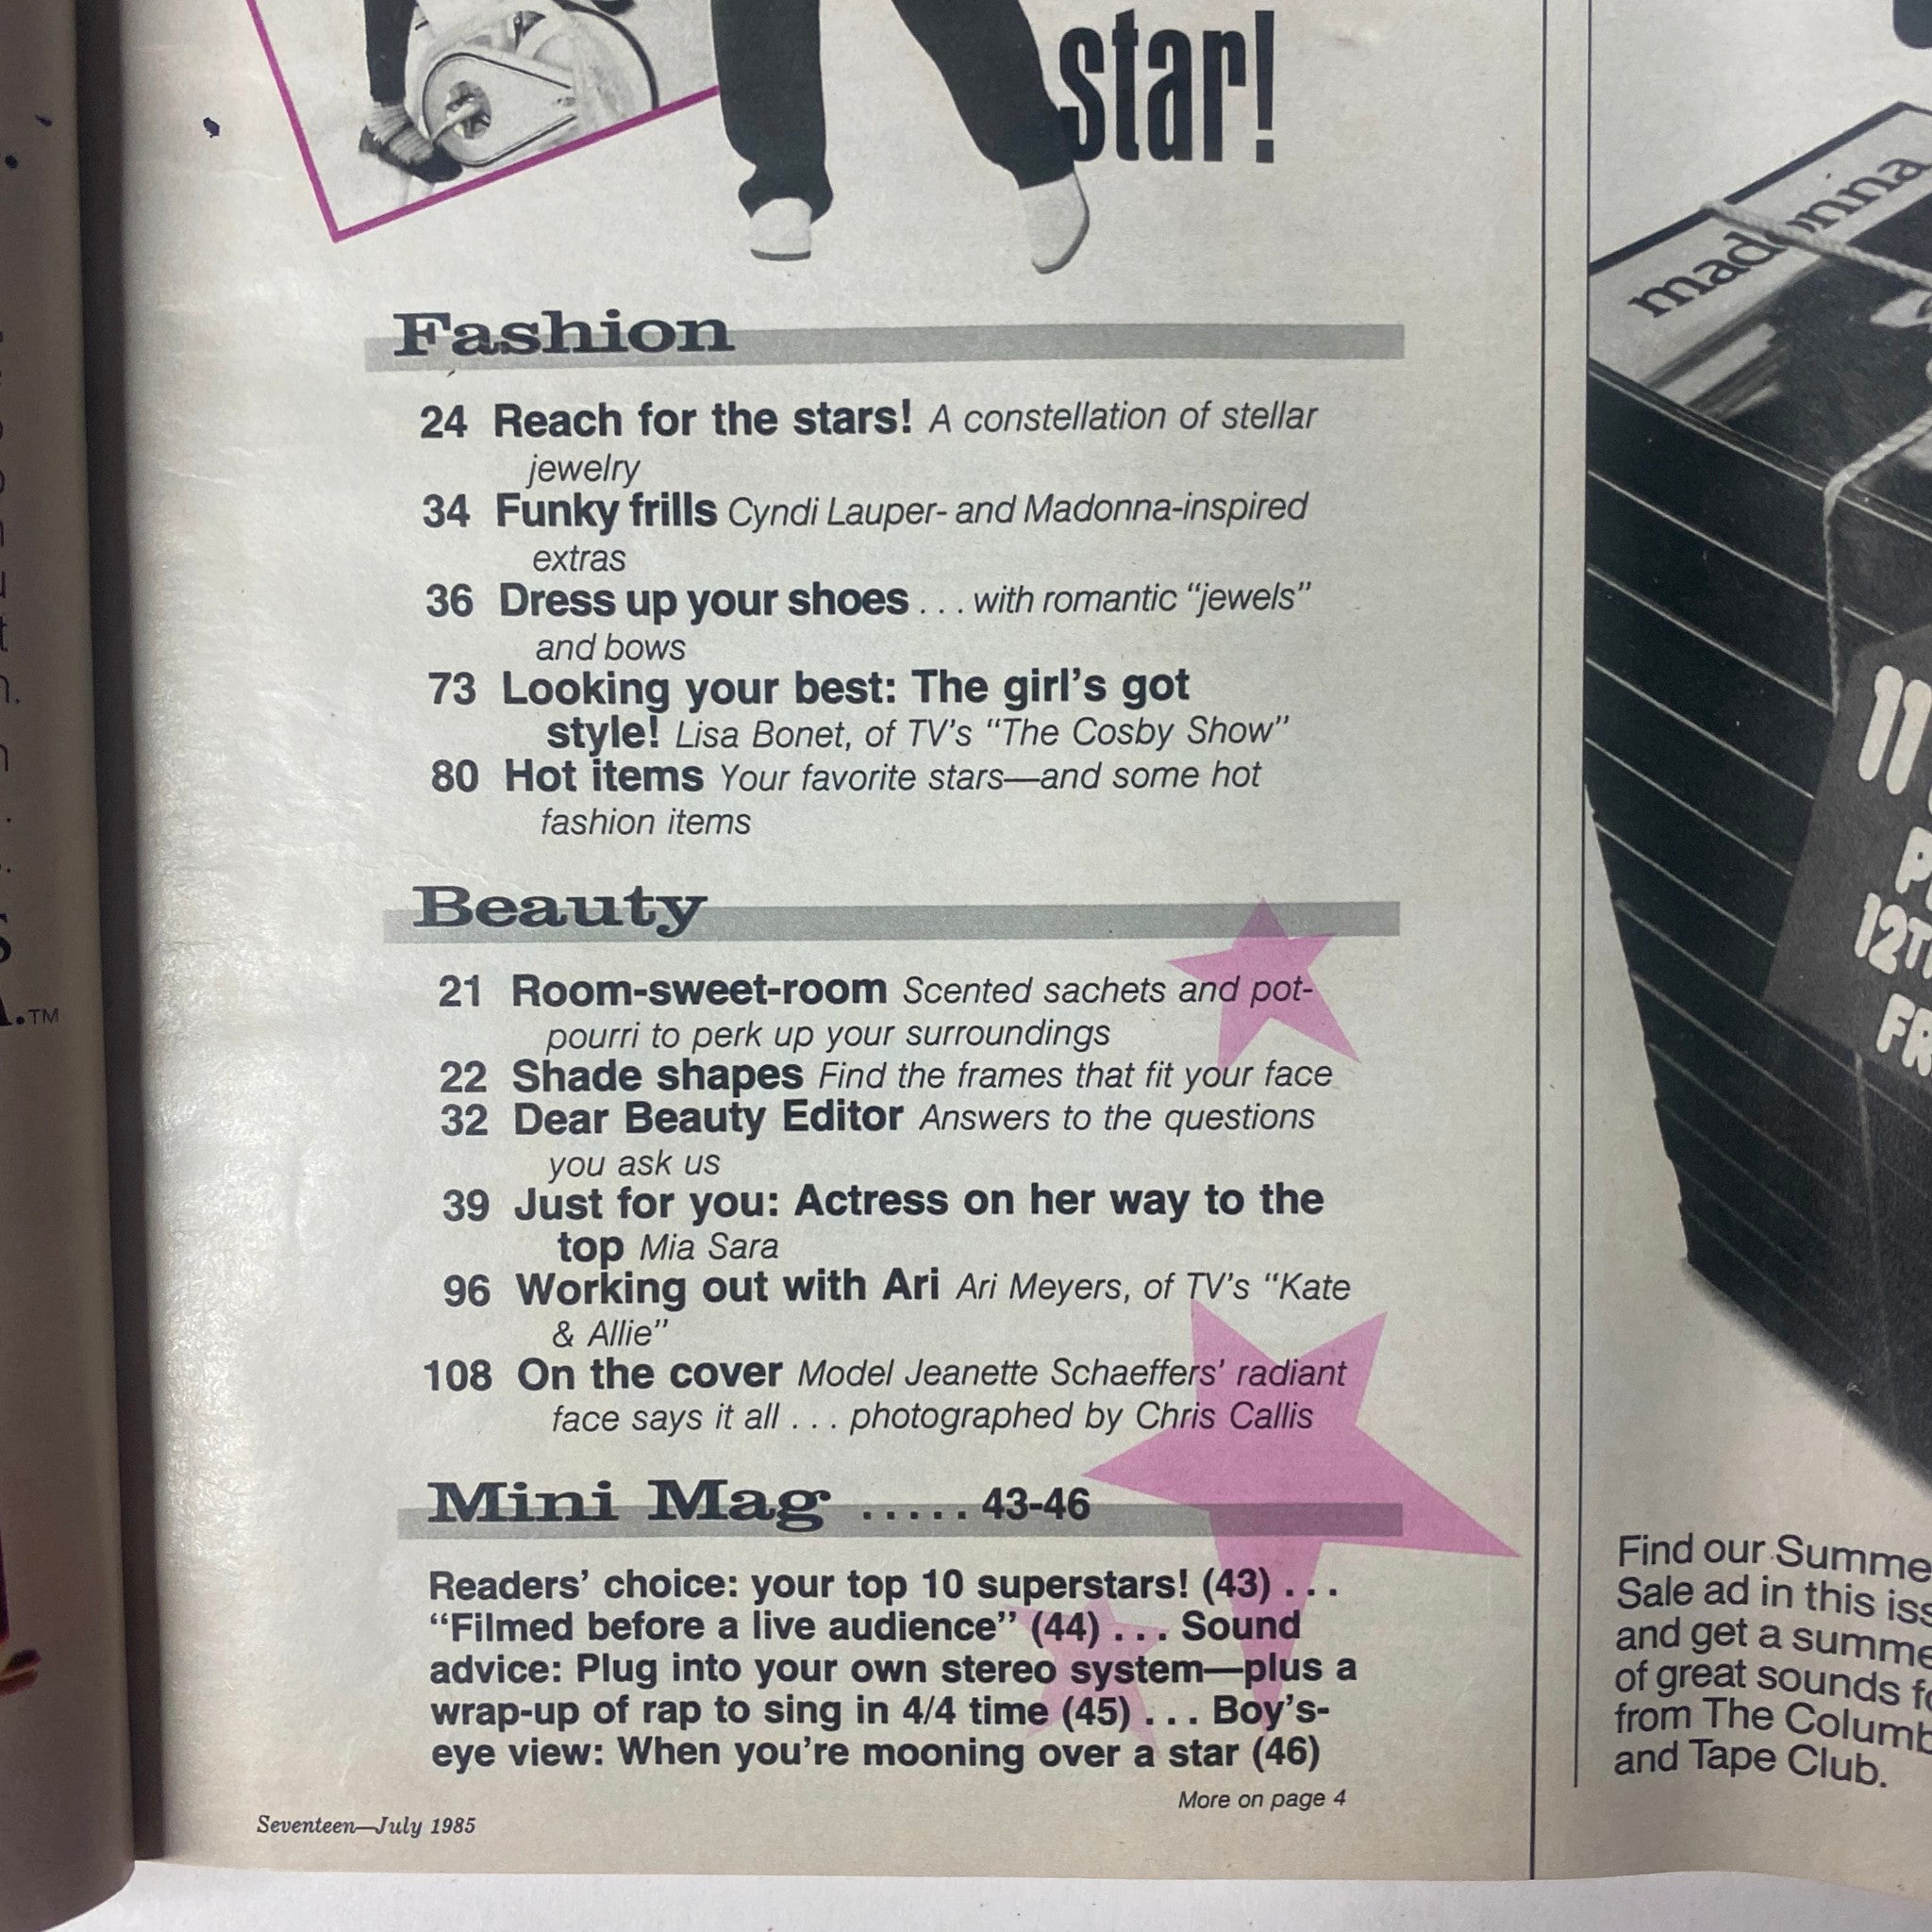 star!
Fashion
24 Reach for the stars! A constellation of stellar
jewelry
34 Funky frills Cyndi Lauper- and Madonna-inspired
extras
36 Dress up your shoes . . . with romantic “jewels”
and bows
73 Looking your best: The girl’s got
style! Lisa Bonet, of TV’s “The Cosby Show”
80 Hot items Your favorite stars—and some hot
fashion items
Beauty
21 Room-sweet-room Scented sachets and pot-
pourri to perk up your surroundings
22 Shade shapes Find the frames that fit your face
32 Dear Beauty Editor Answers to the questions
you ask us
39 Just for you: Actress on her way to the
top Mia Sara
96 Working out with Ari Ari Meyers, of TV’s “Kate
& Allie”
108 On the cover Model Jeanette Schaeffers’ radiant
face says it all . . . photographed by Chris Callis
Mini Mag ..... 43-46
Readers’ choice: your top 10 superstars! (43) . . .
“Filmed before a live audience” (44) . . . Sound
advice: Plug into your own stereo system—plus a
wrap-up of rap to sing in 4/4 time (45) . . . Boy’s-
eye view: When you’re mooning over a star (46)
More on page 4
Seventeen—July 1985
madonna
11
12T
FR
Find our Summe
Sale ad in this iss
and get a summe
of great sounds fo
from The Columb
and Tape Club.
TM